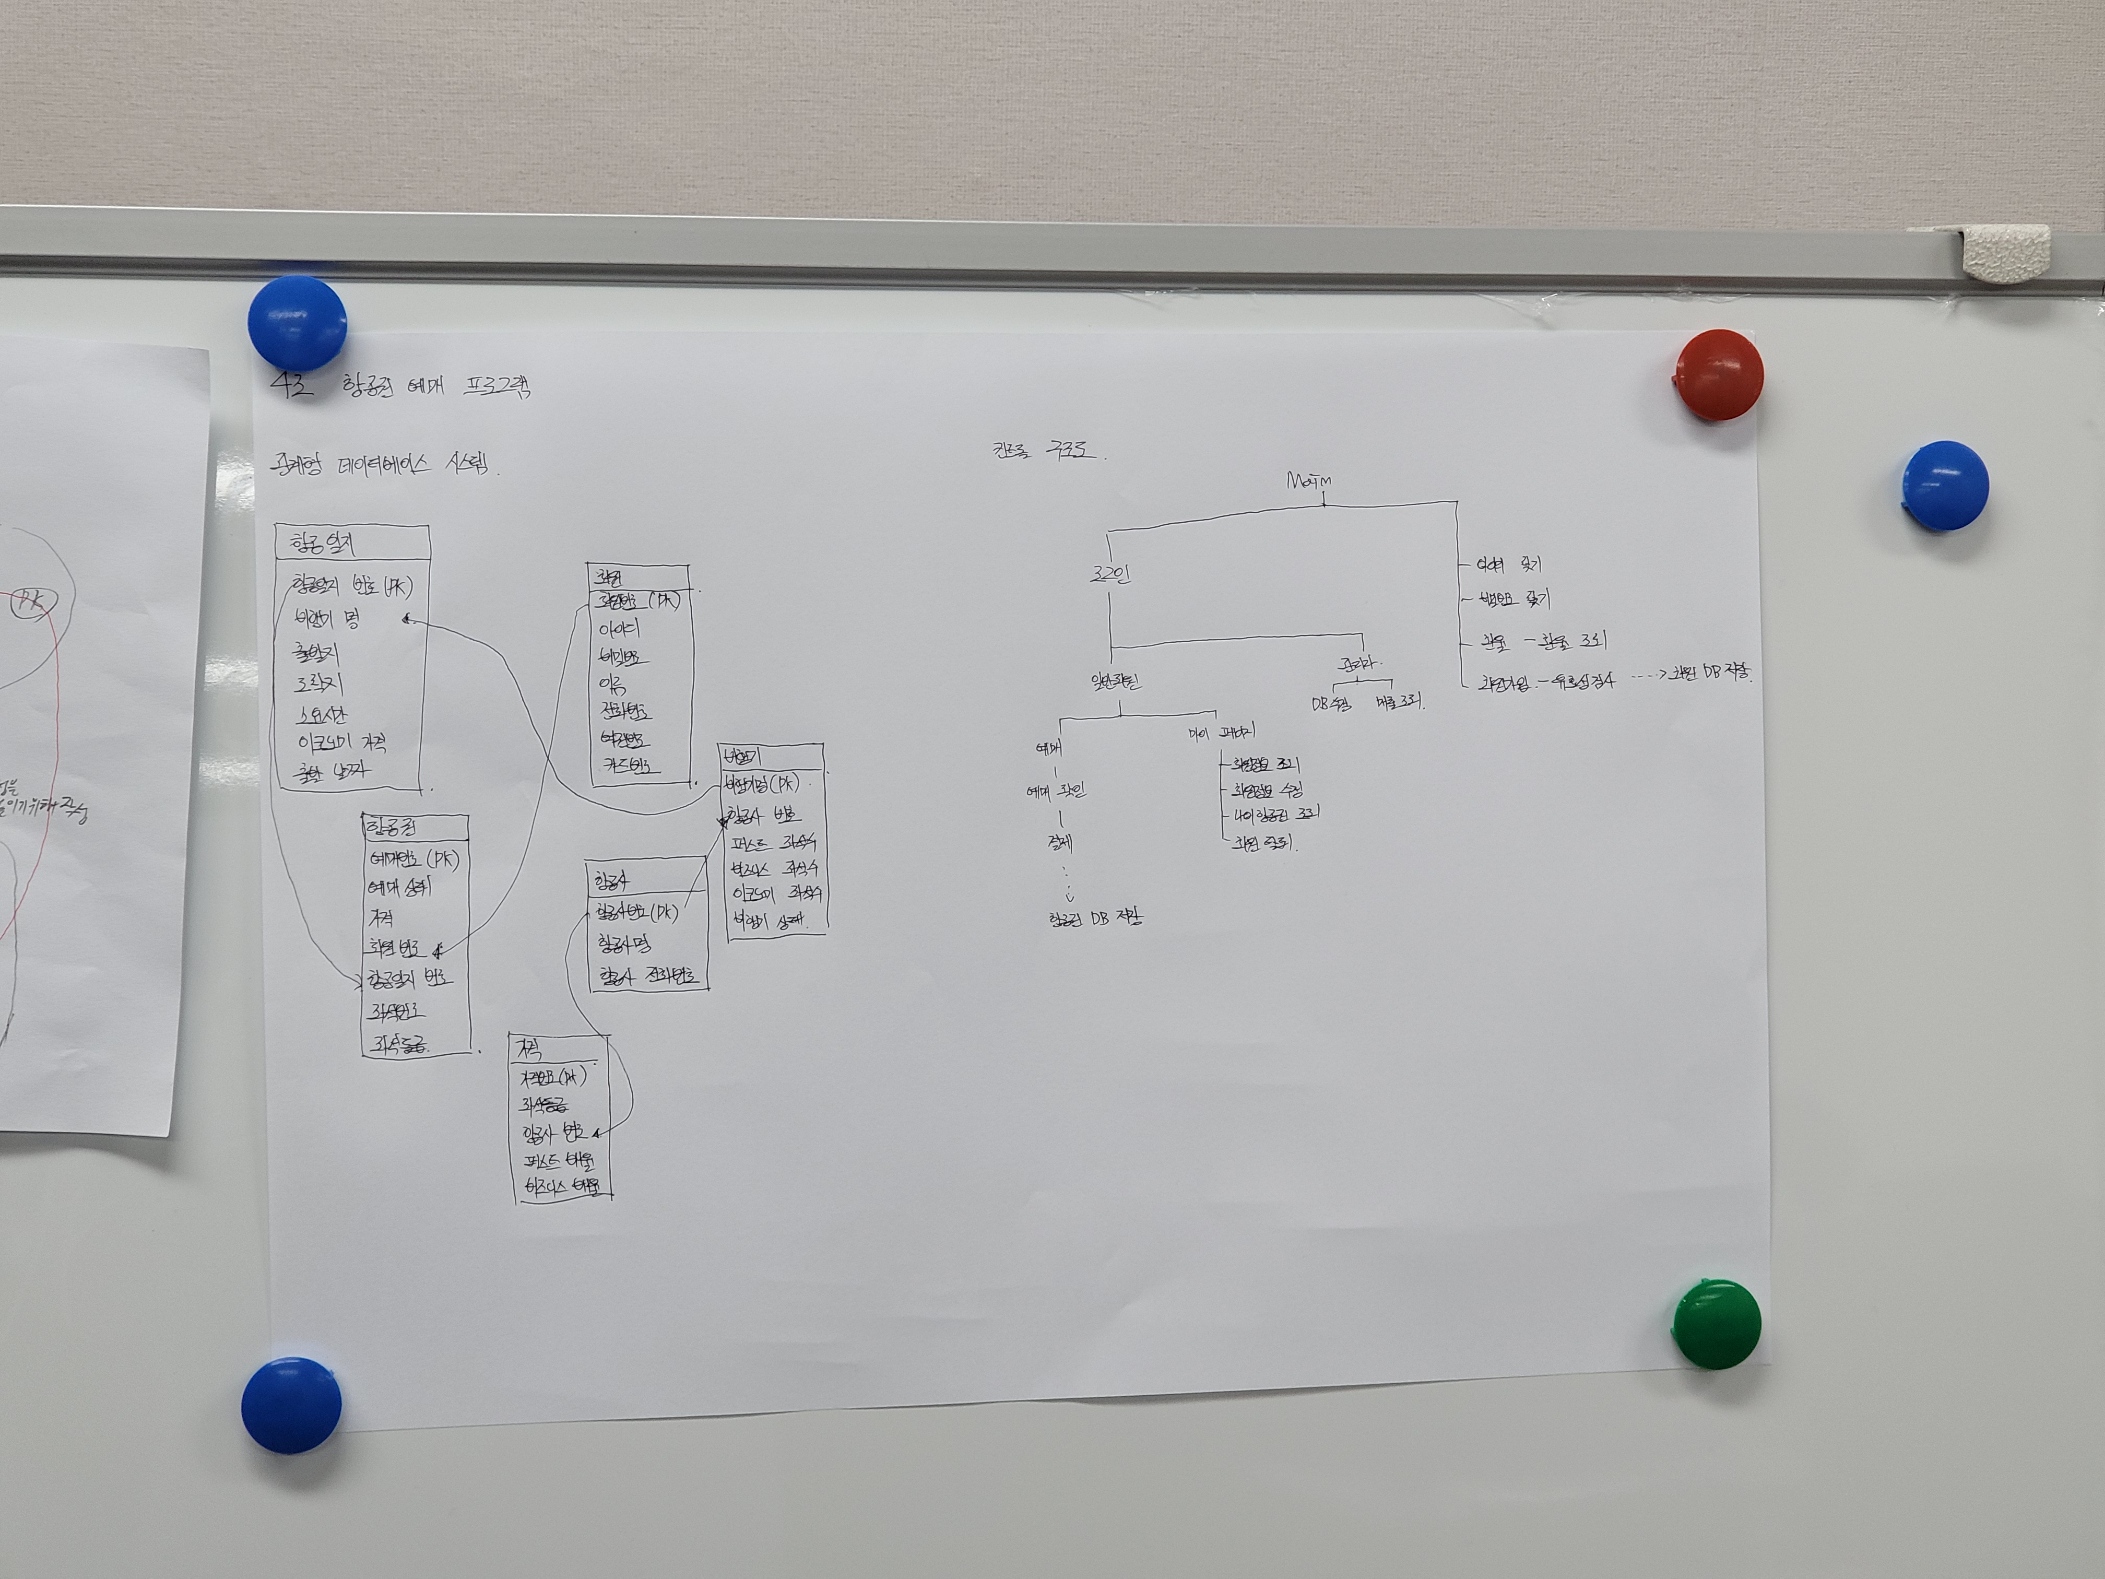 4조 항공권 예매 프로그램
관계형 데이터베이스 시스템.
항공일지
항공일지 번호 (PK)
비행기 명
출발지
도착지
소요시간
이코노미 가격
출발 날짜
회원
회원번호 (PK)
아이디
비밀번호
이름
전화번호
여권번호
카드번호
비행기
비행기명 (PK)
항공사 번호
퍼스트 좌석수
비즈니스 좌석수
이코노미 좌석수
비행기 상태.
항공권
예매번호 (PK)
예매 상태
가격
회원 번호
항공일지 번호
좌석번호
좌석등급.
항공사
항공사번호 (PK)
항공사명
항공사 전화번호
가격
가격번호 (PK)
좌석등급
항공사 번호
퍼스트 배율
비즈니스 배율
컨트롤 구조도.
Main
로그인
아이디 찾기
비번 찾기
환율 - 환율 조회
회원가입. - 유효성 검사 ----> 회원 DB 저장.
일반회원
관리자.
DB 수정
매출 조회.
예매
예매 확인
결제
항공권 DB 저장
마이 페이지
회원정보 조회
회원정보 수정
나의 항공권 조회
회원 탈퇴.
PK